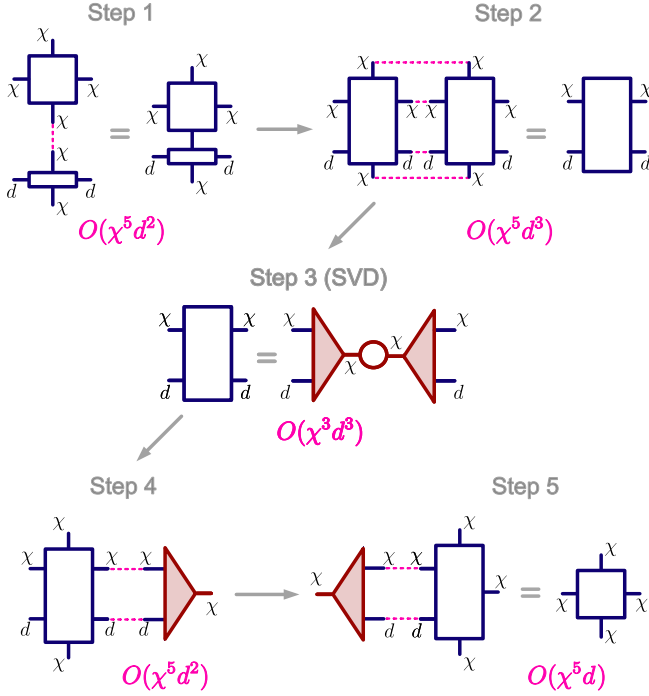 Step 1
χ
χ χ
χ
χ
d d
χ
=
χ
χ χ
d d
χ
O(χ⁵d²)
Step 2
χ χ
χ χ χ χ
d d d d
χ χ
=
χ χ
d d
O(χ⁵d³)
Step 3 (SVD)
χ χ
d d
=
χ χ
χ χ
d d
O(χ³d³)
Step 4
χ
χ χ χ
χ
d d d
χ
O(χ⁵d²)
Step 5
χ
χ χ
χ χ
d d
χ
=
χ
χ χ
χ
O(χ⁵d)